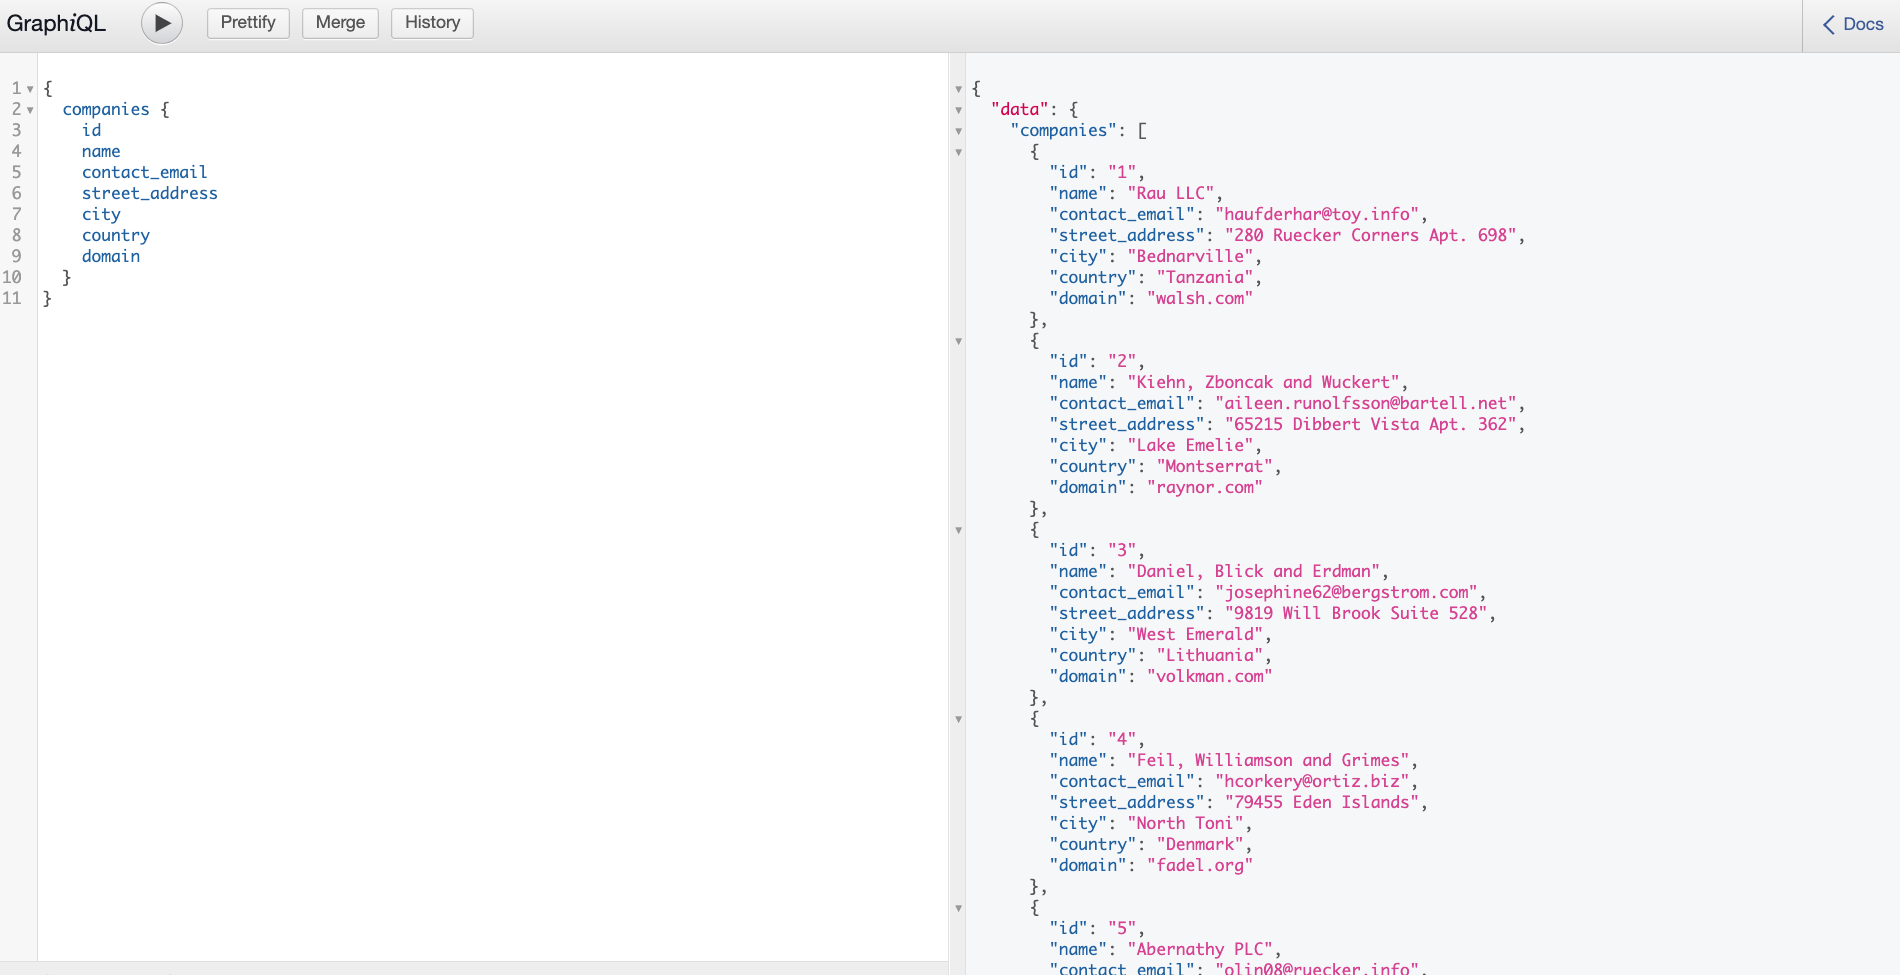 GraphiQL Prettify Merge History Docs
1 {
2 companies {
3 id
4 name
5 contact_email
6 street_address
7 city
8 country
9 domain
10 }
11 }
{
"data": {
"companies": [
{
"id": "1",
"name": "Rau LLC",
"contact_email": "haufderhar@toy.info",
"street_address": "280 Ruecker Corners Apt. 698",
"city": "Bednarville",
"country": "Tanzania",
"domain": "walsh.com"
},
{
"id": "2",
"name": "Kiehn, Zboncak and Wuckert",
"contact_email": "aileen.runolfsson@bartell.net",
"street_address": "65215 Dibbert Vista Apt. 362",
"city": "Lake Emelie",
"country": "Montserrat",
"domain": "raynor.com"
},
{
"id": "3",
"name": "Daniel, Blick and Erdman",
"contact_email": "josephine62@bergstrom.com",
"street_address": "9819 Will Brook Suite 528",
"city": "West Emerald",
"country": "Lithuania",
"domain": "volkman.com"
},
{
"id": "4",
"name": "Feil, Williamson and Grimes",
"contact_email": "hcorkery@ortiz.biz",
"street_address": "79455 Eden Islands",
"city": "North Toni",
"country": "Denmark",
"domain": "fadel.org"
},
{
"id": "5",
"name": "Abernathy PLC",
"contact_email": "olin08@ruecker.info",